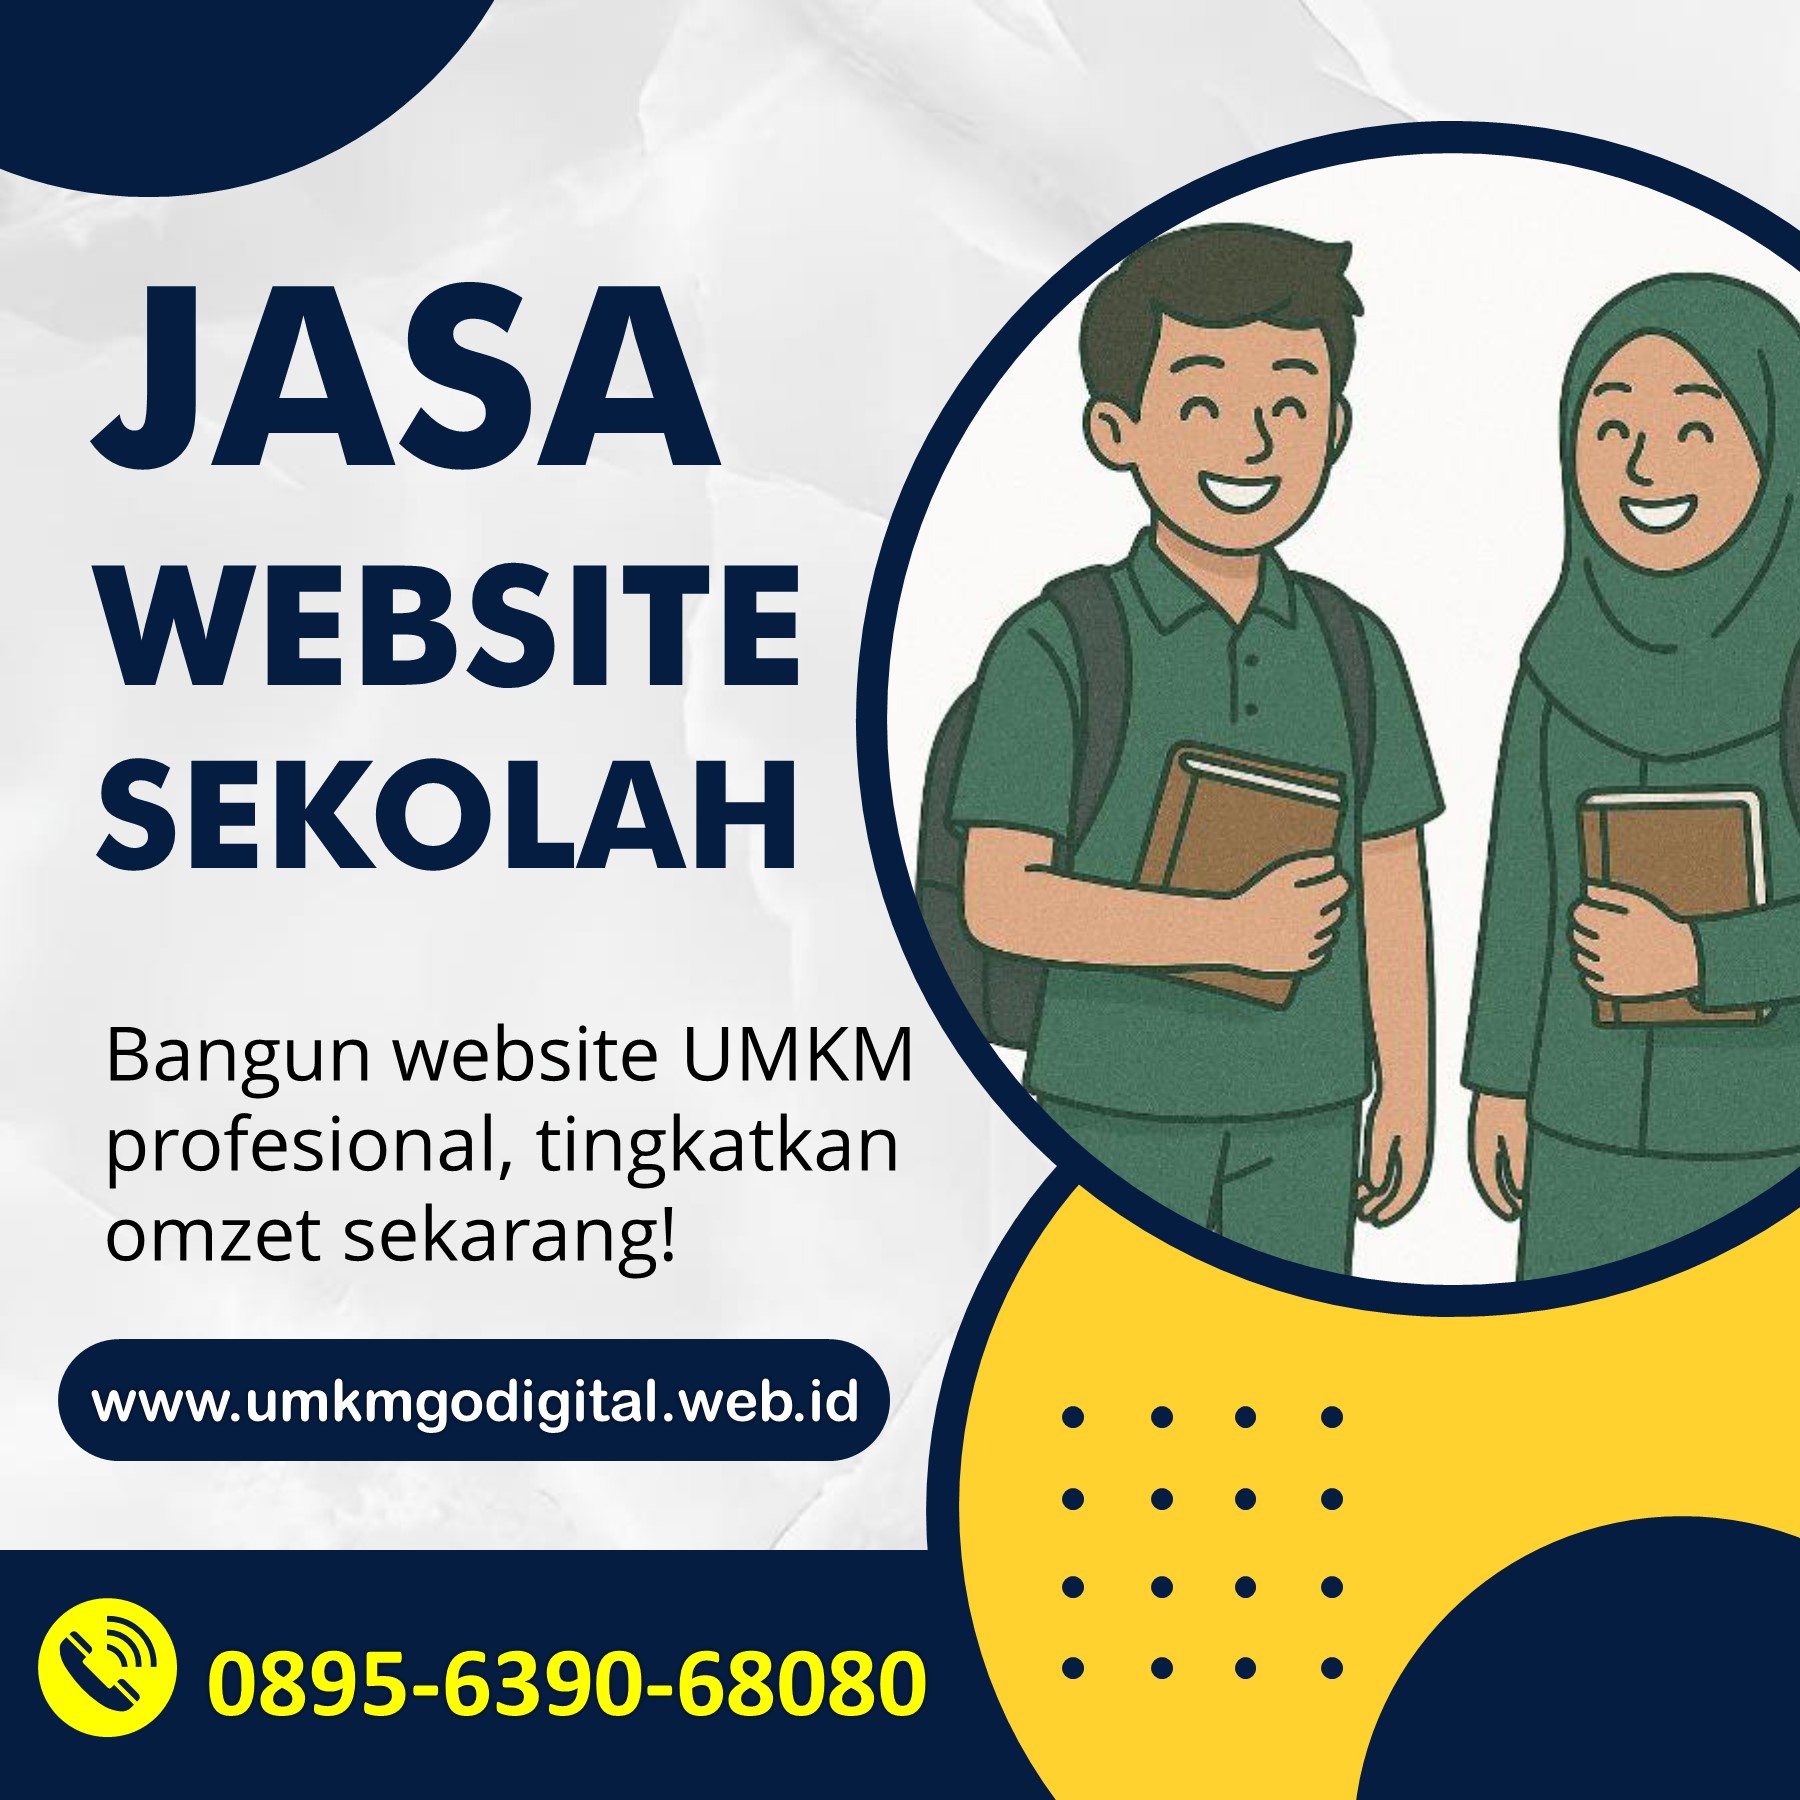 JASA
WEBSITE
SEKOLAH
Bangun website UMKM
profesional, tingkatkan
omzet sekarang!
www.umkmgodigital.web.id
0895-6390-68080